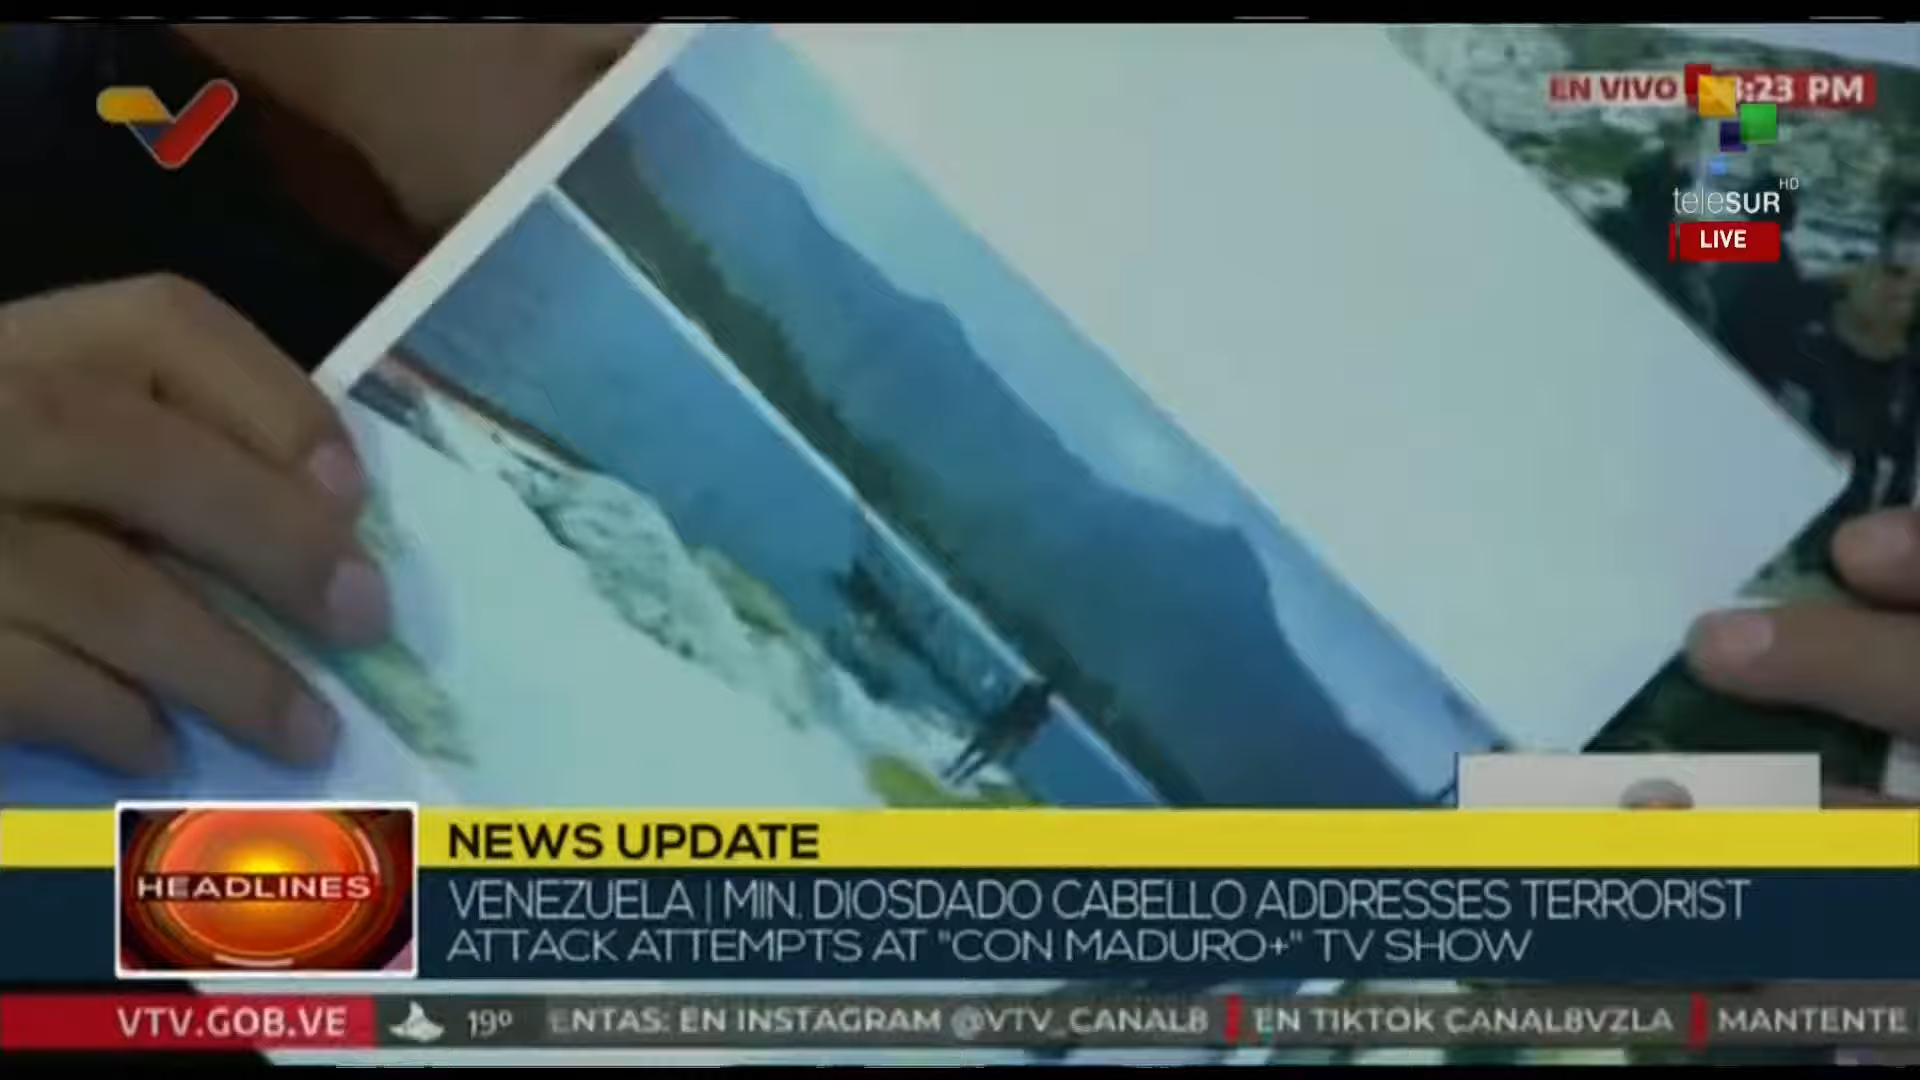 EN VIVO
:23 PM
teleSUR HD
LIVE
HEADLINES
NEWS UPDATE
VENEZUELA | MIN. DIOSDADO CABELLO ADDRESSES TERRORIST
ATTACK ATTEMPTS AT "CON MADURO+" TV SHOW
VTV.GOB.VE 19º ENTAS: EN INSTAGRAM @VTV_CANAL8 EN TIKTOK CANAL8VZLA MANTENTE